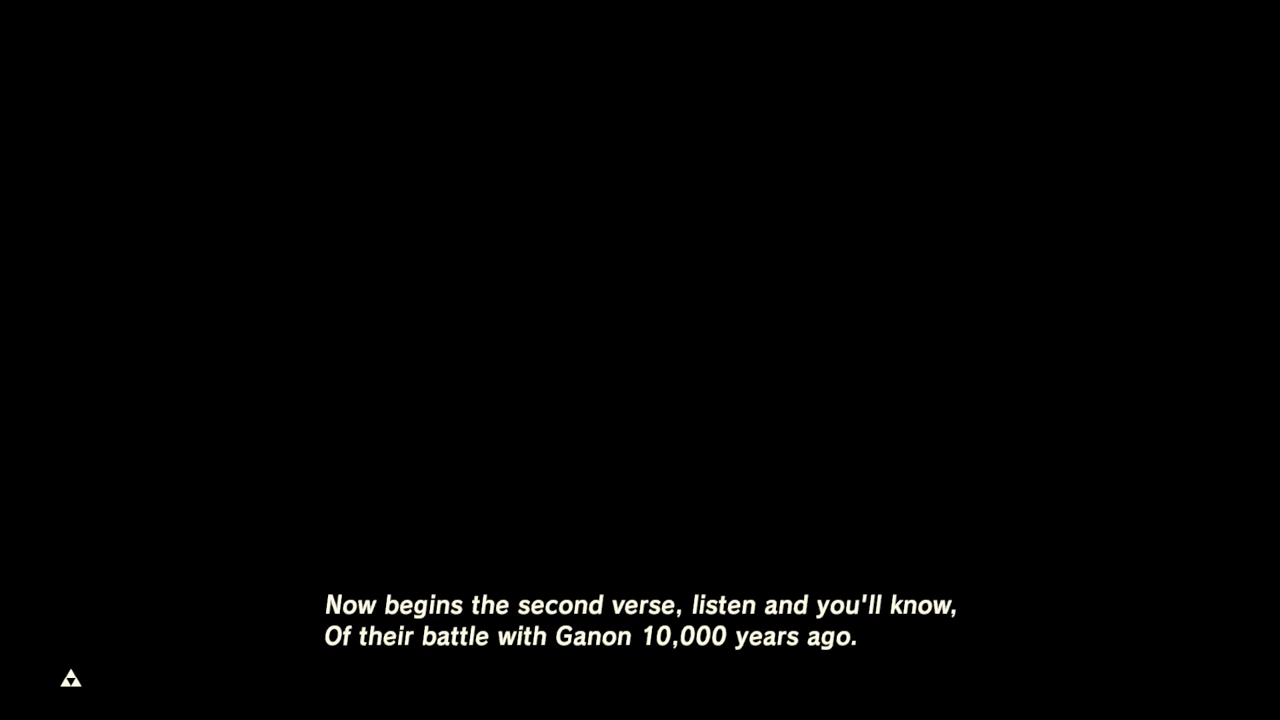 Now begins the second verse, listen and you'll know,
Of their battle with Ganon 10,000 years ago.